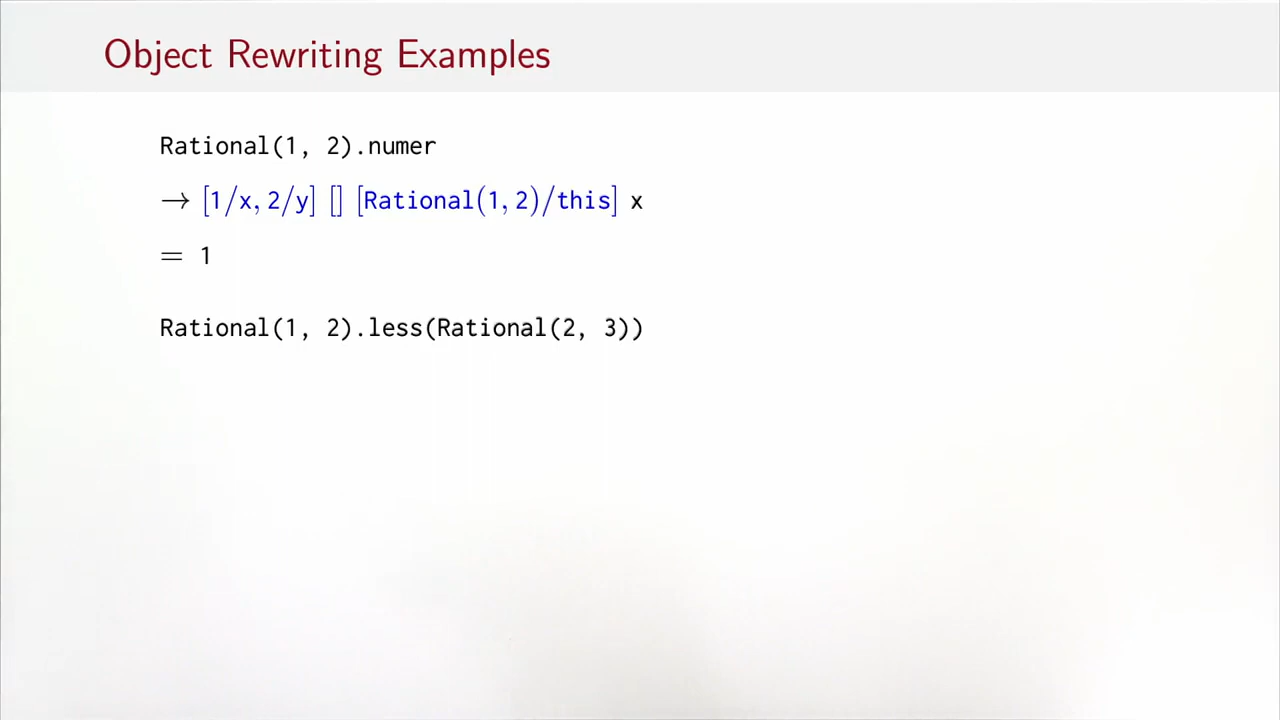 Object Rewriting Examples
Rational(1, 2).numer
→ [1/x, 2/y] [] [Rational(1, 2)/this] x
= 1
Rational(1, 2).less(Rational(2, 3))